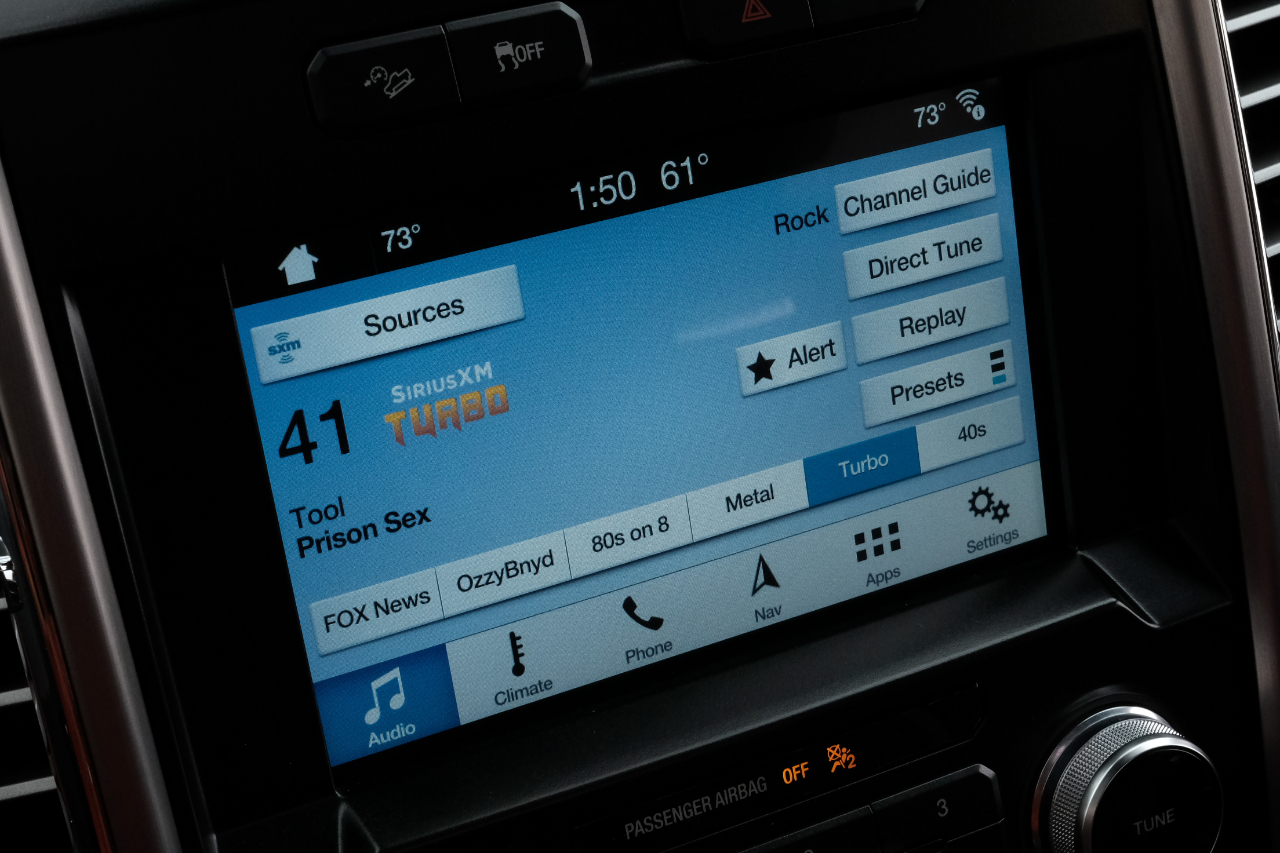 OFF
73°
1:50 61°
73°
sxm Sources
Rock
Channel Guide
Direct Tune
Replay
Alert
Presets
41
SIRIUSXM
TURBO
Tool
Prison Sex
FOX News
OzzyBnyd
80s on 8
Metal
Turbo
40s
Audio
Climate
Phone
Nav
Apps
Settings
PASSENGER AIRBAG OFF 2
3
TUNE